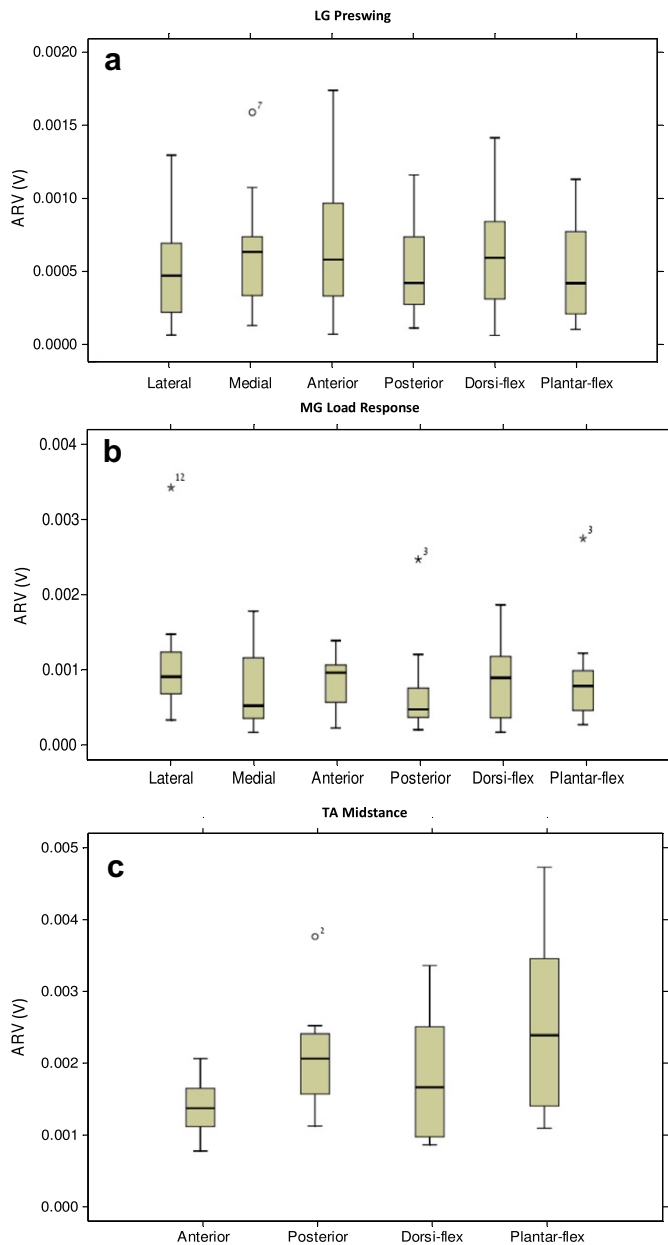 LG Preswing
a
0.0020
0.0015
0.0010
0.0005
0.0000
ARV (V)
7
Lateral Medial Anterior Posterior Dorsi-flex Plantar-flex
MG Load Response
b
0.004
0.003
0.002
0.001
0.000
ARV (V)
12
3
3
Lateral Medial Anterior Posterior Dorsi-flex Plantar-flex
TA Midstance
c
0.005
0.004
0.003
0.002
0.001
0.000
ARV (V)
2
Anterior Posterior Dorsi-flex Plantar-flex